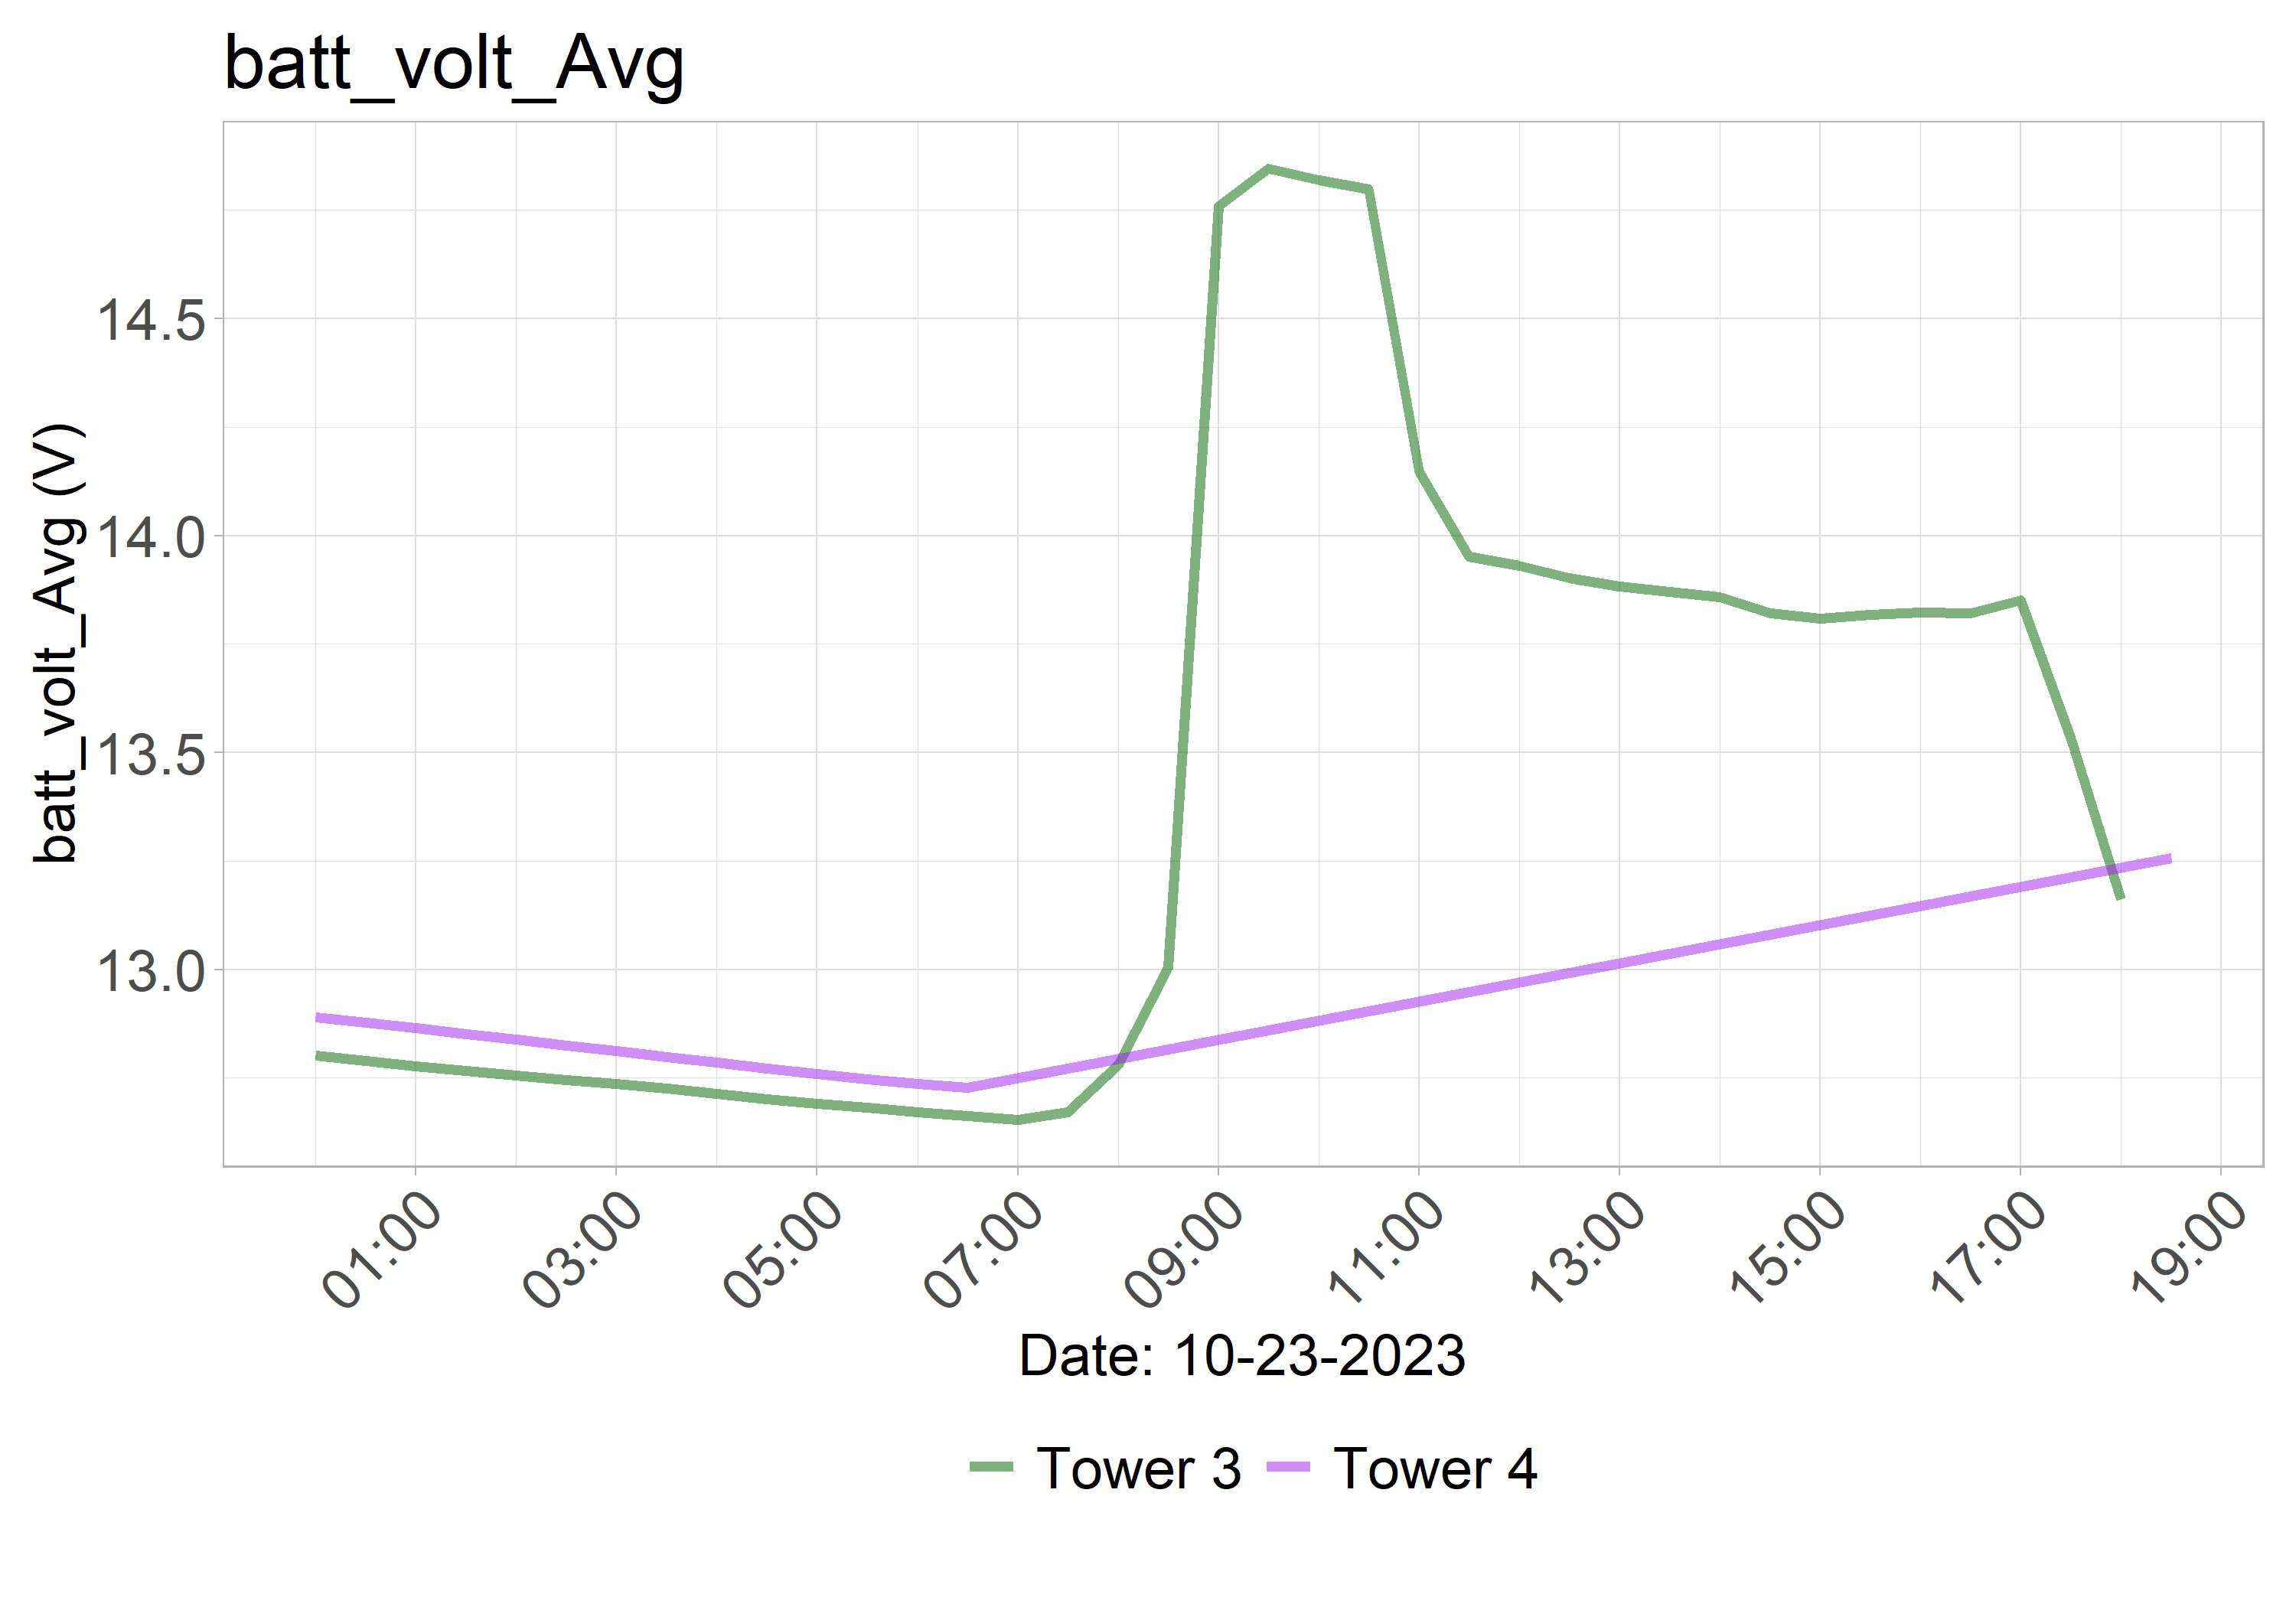 batt_volt_Avg
batt_volt_Avg (V)
14.5
14.0
13.5
13.0
01:00 03:00 05:00 07:00 09:00 11:00 13:00 15:00 17:00 19:00
Date: 10-23-2023
Tower 3 Tower 4